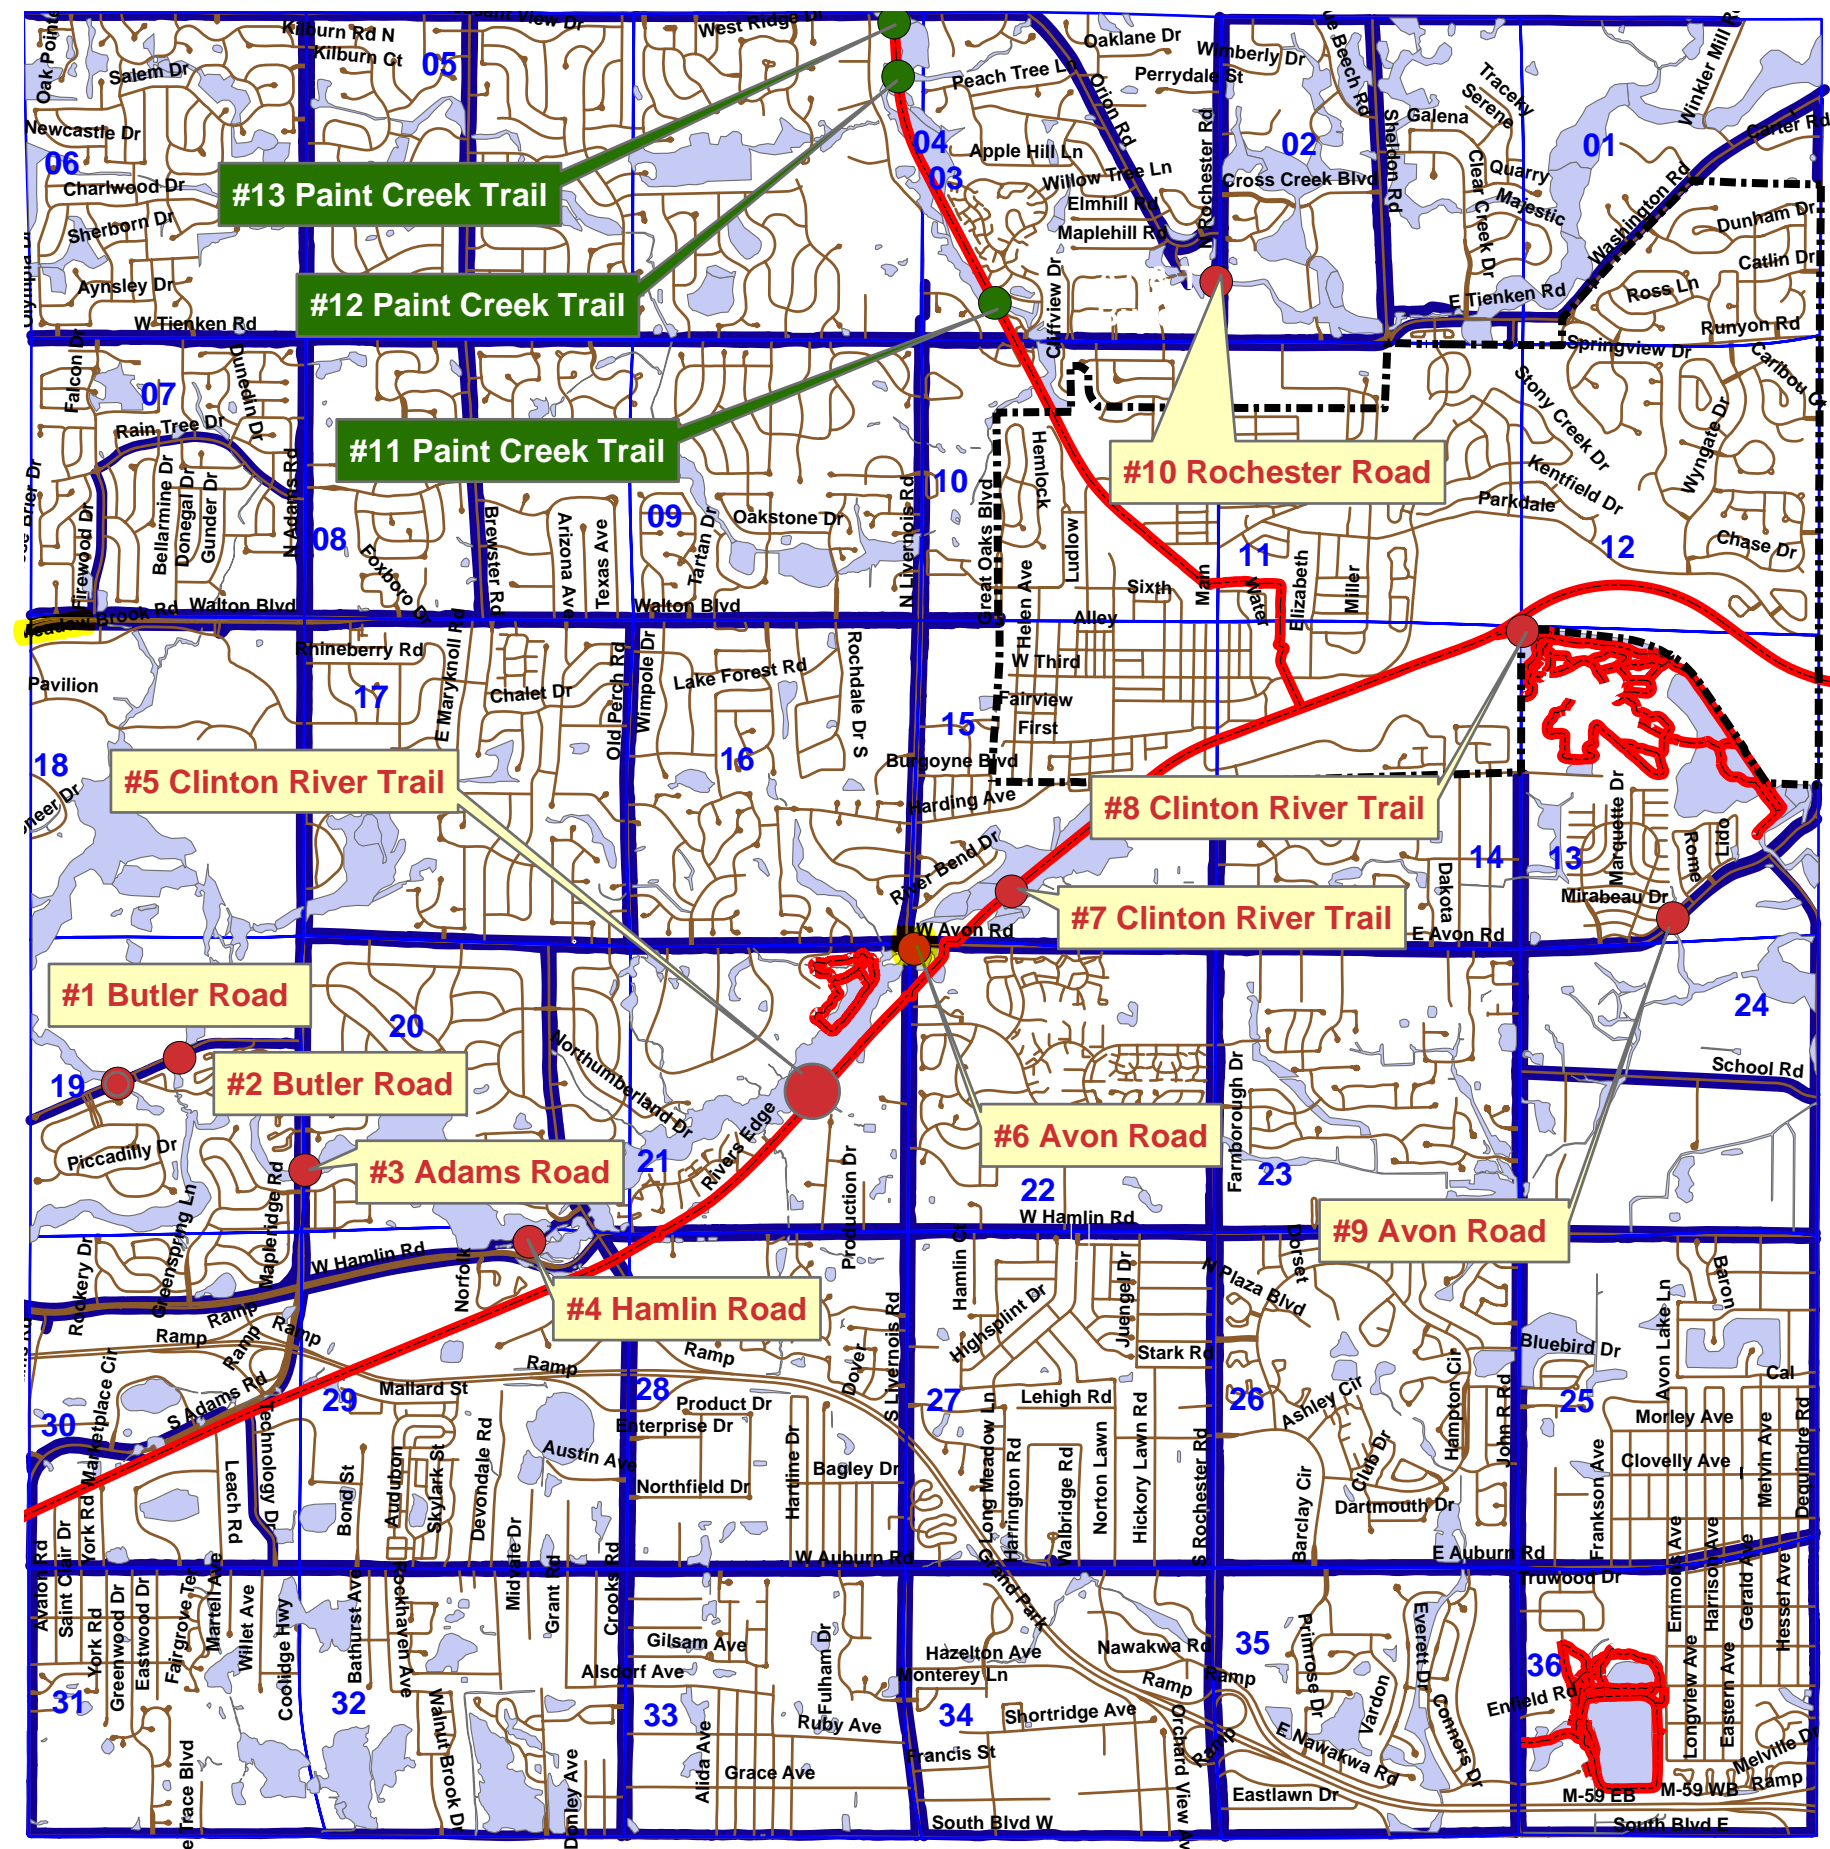 West Ridge Dr
Kilburn Rd N
Kilburn Ct
05
Salem Dr
Oaklane Dr
Wimberly Dr
Peach Tree Ln
Perrydale St
Orion Rd
N Rochester Rd
Sheldon Rd
Traceky
Serene
Galena
Winkler Mill R
Carter Rd
Newcastle Dr
06
04
03
02
01
Apple Hill Ln
Willow Tree Ln
Cross Creek Blvd
Quarry
Majestic
Clear Creek Dr
Washington Rd
Charlwood Dr
#13 Paint Creek Trail
Elmhill Rd
Maplehill Rd
Dunham Dr
Sherborn Dr
Catlin Dr
Aynsley Dr
#12 Paint Creek Trail
Cliffview Dr
E Tienken Rd
Ross Ln
Runyon Rd
W Tienken Rd
Springview Dr
Falcon Dr
Dunedin Dr
07
Caribou Ct
Rain Tree Dr
#11 Paint Creek Trail
#10 Rochester Road
Stony Creek Dr
Wyngate Dr
Hemlock
N Adams Rd
10
Kentfield Dr
Parkdale
Bellarmine Dr
Donegal Dr
Gunder Dr
Firewood Dr
08
Foxboro Dr
Brewster Rd
Arizona Ave
Texas Ave
09
Tartan Dr
Oakstone Dr
N Livernois Rd
Great Oaks Blvd
Ludlow
11
12
Chase Dr
Sixth
Main
Water
Elizabeth
Miller
Meadow Brook Rd
Walton Blvd
Walton Blvd
Helen Ave
Alley
Rhineberry Rd
E Maryknoll Rd
Old Perch Rd
Wimpole Dr
Lake Forest Rd
Rochdale Dr S
W Third
Pavilion
17
Chalet Dr
Fairview
First
15
18
16
Burgoyne Blvd
#5 Clinton River Trail
Harding Ave
#8 Clinton River Trail
Marquette Dr
Lido
Rome
River Bend Dr
14
13
Dakota
Mirabeau Dr
#7 Clinton River Trail
W Avon Rd
E Avon Rd
#1 Butler Road
20
24
Northumberland Dr
Farmborough Dr
School Rd
19
#2 Butler Road
Rivers Edge
#6 Avon Road
Piccadilly Dr
#3 Adams Road
21
Production Dr
22
23
Greenspring Ln
Mapleridge Rd
W Hamlin Rd
#9 Avon Road
Rookery Dr
W Hamlin Rd
Norfolk
Hamlin Ct
Juengel Dr
N Plaza Blvd
Dorset
Baron
#4 Hamlin Road
Highsplint Dr
Avon Lake Ln
Ramp
Ramp
Ramp
Ramp
Ramp
Ramp
S Livernois Rd
Stark Rd
Bluebird Dr
Dover
Cal
Marketplace Cir
S Adams Rd
29
Mallard St
28
Product Dr
27
Lehigh Rd
26
Ashley Cir
Hampton Cir
John R Rd
25
30
Technology Dr
Enterprise Dr
Morley Ave
Austin Ave
Club Dr
Clovelly Ave
Melvin Ave
Dequindre Rd
Leach Rd
Bond St
Audubon
Skylark St
Devondale Rd
Northfield Dr
Hartline Dr
Bagley Dr
Long Meadow Ln
Harrington Rd
Walbridge Rd
Norton Lawn
Hickory Lawn Rd
S Rochester Rd
Barclay Cir
Dartmouth Dr
Frankson Ave
York Rd
Midvale Dr
Grant Rd
Crooks Rd
W Auburn Rd
E Auburn Rd
Avalon Rd
Saint Clair Dr
York Rd
Greenwood Dr
Eastwood Dr
Fairgrove Ter
Martell Ave
Willet Ave
Coolidge Hwy
Bathurst Ave
Rockhaven Ave
Grand Park
Truwood Dr
Emmons Ave
Harrison Ave
Gerald Ave
Hessel Ave
Gilsam Ave
Fulham Dr
Hazelton Ave
Nawakwa Rd
35
Primrose Dr
Everett Dr
36
Alsdorf Ave
Monterey Ln
Ramp
Ramp
Vardon
Connors Dr
Enfield Rd
Longview Ave
Eastern Ave
31
32
33
34
Walnut Brook Dr
Ruby Ave
Shortridge Ave
Orchard View Av
Ramp
E Nawakwa Rd
Melville Dr
e Trace Blvd
Donley Ave
Alida Ave
Grace Ave
Francis St
Eastlawn Dr
M-59 EB
M-59 WB
Ramp
South Blvd W
South Blvd E